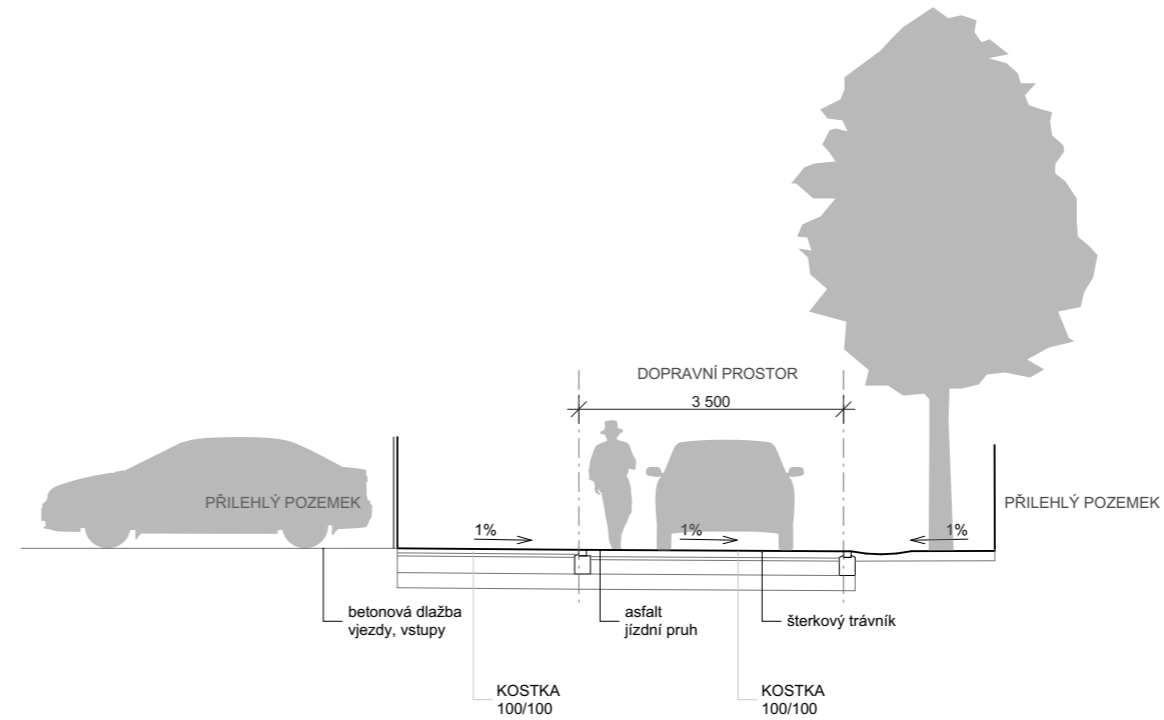 DOPRAVNÍ PROSTOR
3 500
PŘILEHLÝ POZEMEK
PŘILEHLÝ POZEMEK
1%
1%
1%
betonová dlažba
vjezdy, vstupy
asfalt
jízdní pruh
šterkový trávník
KOSTKA
100/100
KOSTKA
100/100